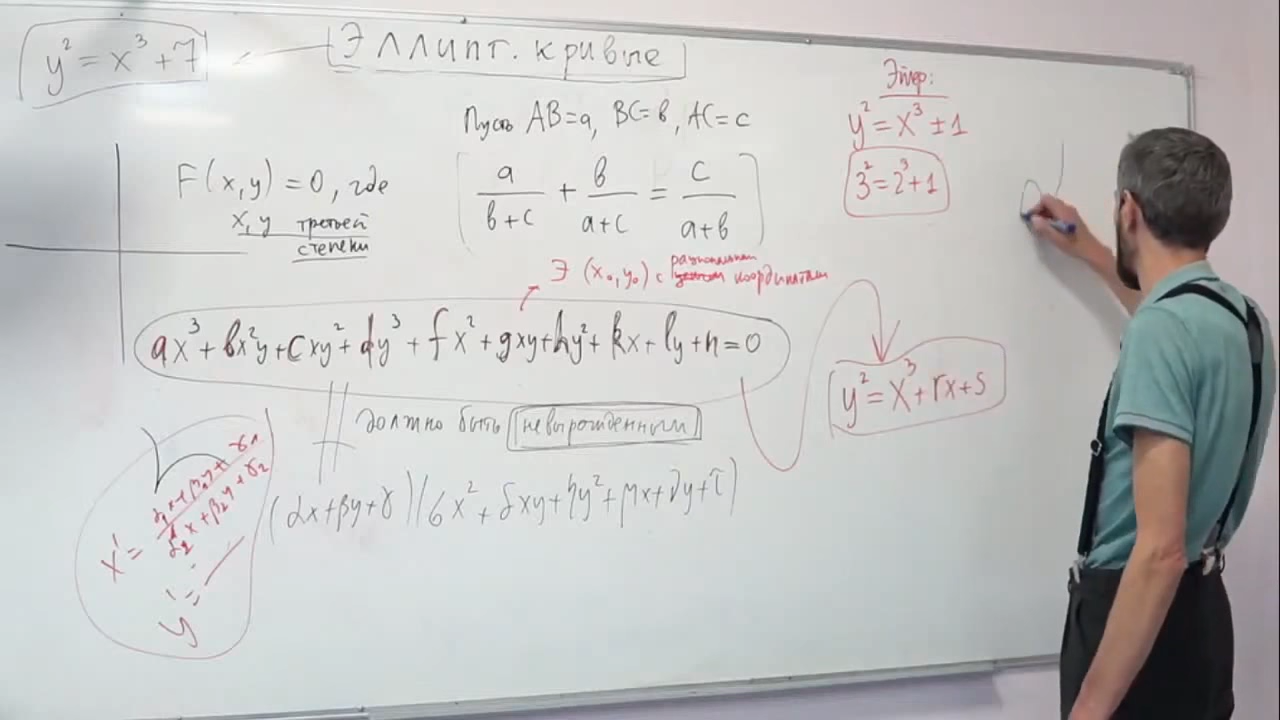 y² = x³ + 7
Эллипт. кривые
Пусть AB=a, BC=b, AC=c
F(x,y)=0, где
x, y третьей
степени
a/(b+c) + b/(a+c) = c/(a+b)
Этер:
y² = x³ ± 1
3² = 2³ + 1
∃ (x₀, y₀) с рациональными координатами
ax³ + bx²y + cxy² + dy³ + fx² + gxy + hy² + kx + ly + n = 0
y² = x³ + rx + s
должно быть невырожденным
(αx+βy+γ)(6x² + δxy + ηy² + μx + νy + τ)
x' =
y' =